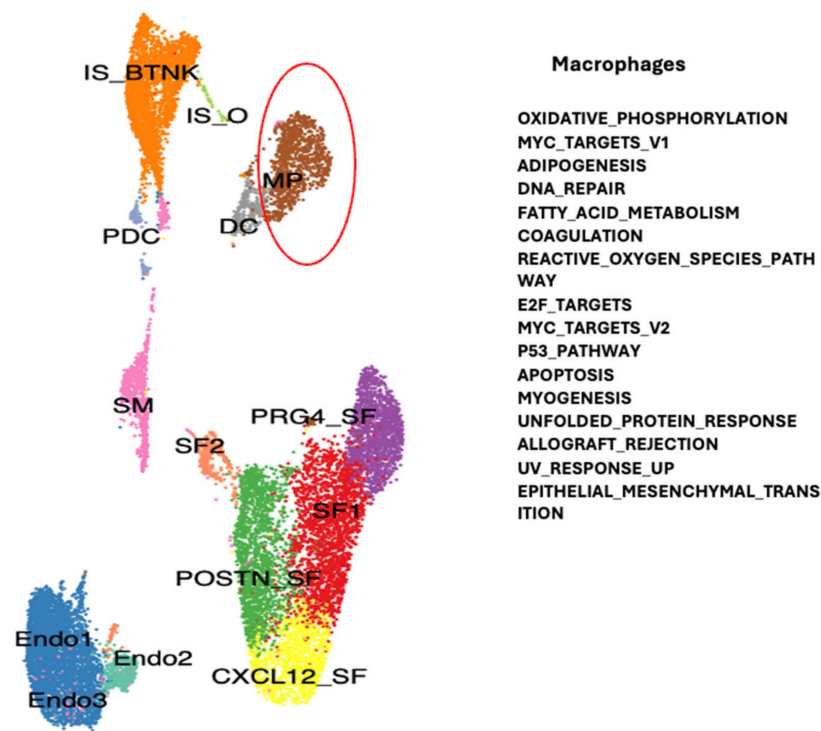 IS_BTNK
IS_O
MP
DC
PDC
SM
PRG4_SF
SF2
SF1
POSTN_SF
Endo1
Endo2
CXCL12_SF
Endo3
Macrophages
OXIDATIVE_PHOSPHORYLATION
MYC_TARGETS_V1
ADIPOGENESIS
DNA_REPAIR
FATTY_ACID_METABOLISM
COAGULATION
REACTIVE_OXYGEN_SPECIES_PATH
WAY
E2F_TARGETS
MYC_TARGETS_V2
P53_PATHWAY
APOPTOSIS
MYOGENESIS
UNFOLDED_PROTEIN_RESPONSE
ALLOGRAFT_REJECTION
UV_RESPONSE_UP
EPITHELIAL_MESENCHYMAL_TRANS
ITION